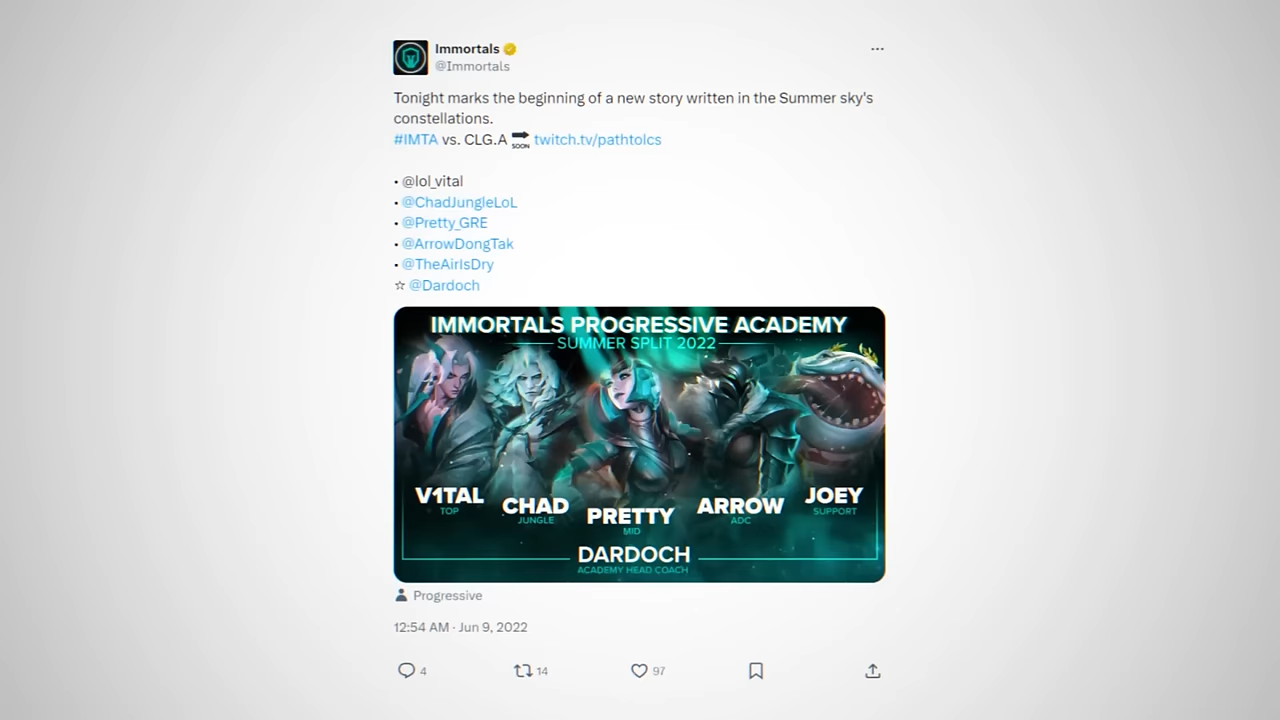 Immortals
@Immortals
Tonight marks the beginning of a new story written in the Summer sky's
constellations.
#IMTA vs. CLG.A SOON twitch.tv/pathtolcs
• @lol_vital
• @ChadJungleLoL
• @Pretty_GRE
• @ArrowDongTak
• @TheAirIsDry
☆ @Dardoch
IMMORTALS PROGRESSIVE ACADEMY
SUMMER SPLIT 2022
V1TAL
TOP
CHAD
JUNGLE
PRETTY
MID
ARROW
ADC
JOEY
SUPPORT
DARDOCH
ACADEMY HEAD COACH
Progressive
12:54 AM · Jun 9, 2022
4
14
97